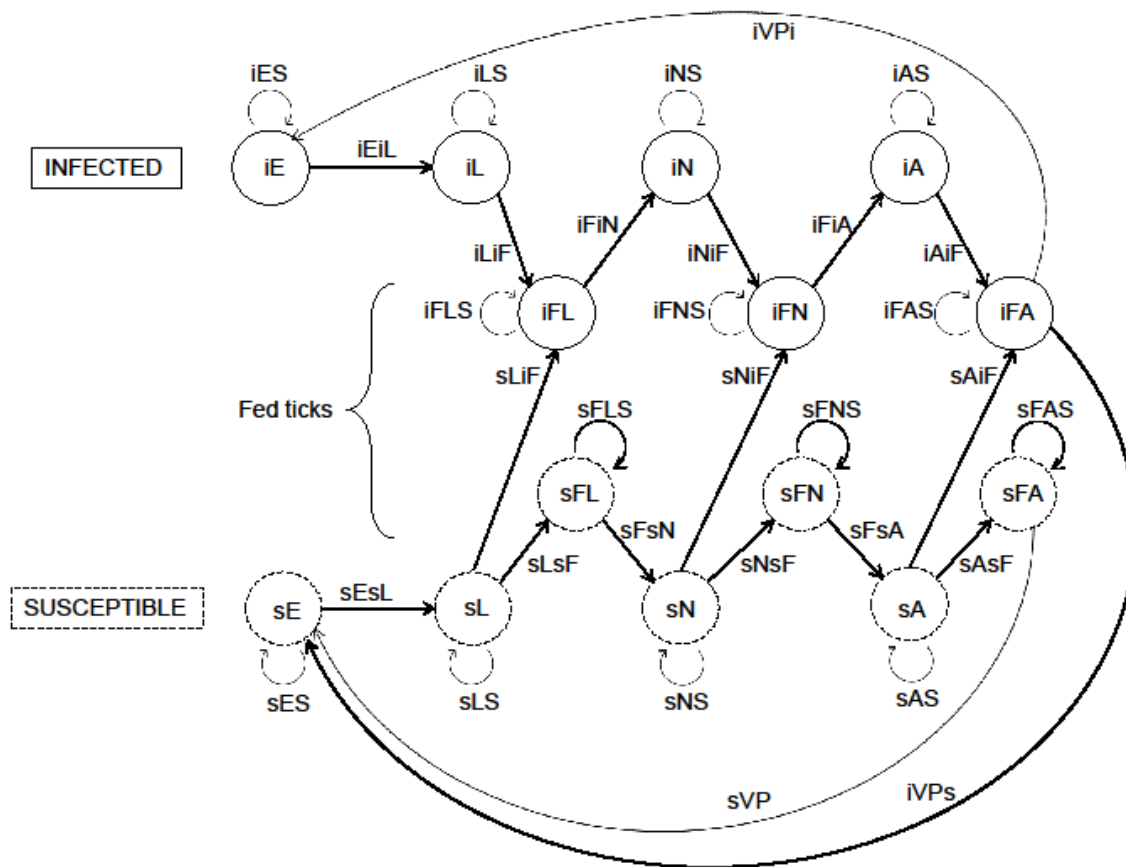 iVPi
iES
iLS
iNS
iAS
INFECTED
iE
iEiL
iL
iN
iA
iLiF
iFiN
iNiF
iFiA
iAiF
iFLS
iFL
iFNS
iFN
iFAS
iFA
sLiF
sNiF
sAiF
Fed ticks
sFLS
sFNS
sFAS
sFL
sFN
sFA
sFsN
sFsA
sLsF
sNsF
sAsF
SUSCEPTIBLE
sE
sEsL
sL
sN
sA
sES
sLS
sNS
sAS
sVP
iVPs